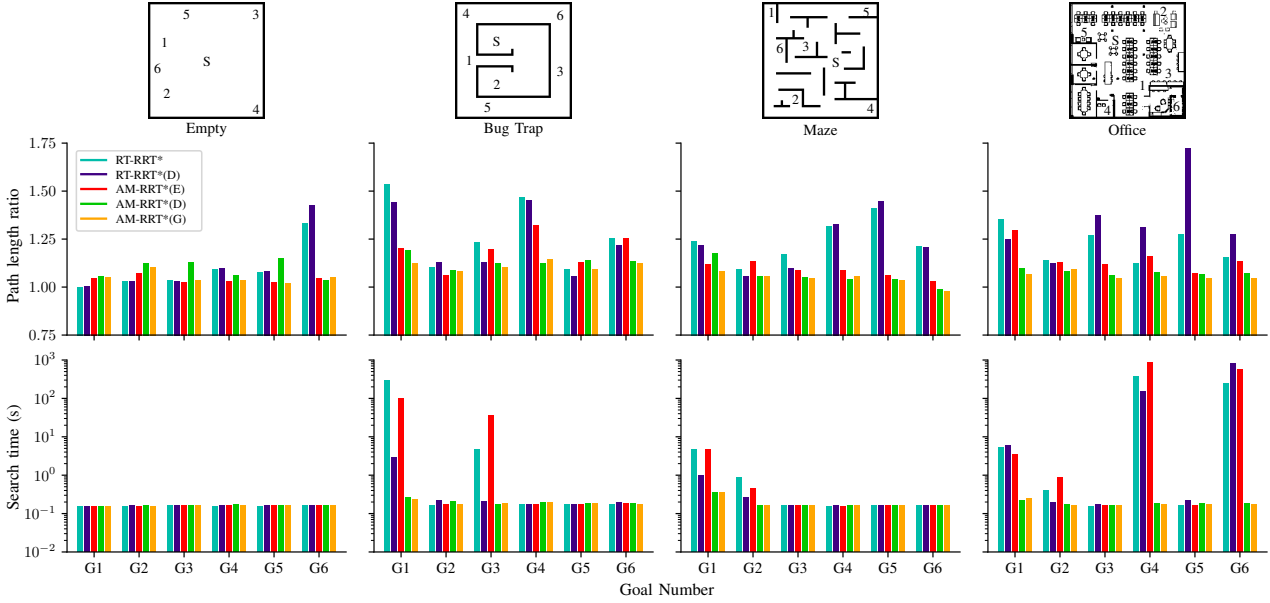 5 3
1
S
6
2
4
Empty
4 6
S
1
3
2
5
Bug Trap
1 5
6 3
S
2
4
Maze
2
5 S
3
1
4 6
Office
Path length ratio
1.75
1.50
1.25
1.00
0.75
RT-RRT*
RT-RRT*(D)
AM-RRT*(E)
AM-RRT*(D)
AM-RRT*(G)
Search time (s)
10³
10²
10¹
10⁰
10⁻¹
10⁻²
G1 G2 G3 G4 G5 G6
G1 G2 G3 G4 G5 G6
G1 G2 G3 G4 G5 G6
G1 G2 G3 G4 G5 G6
Goal Number